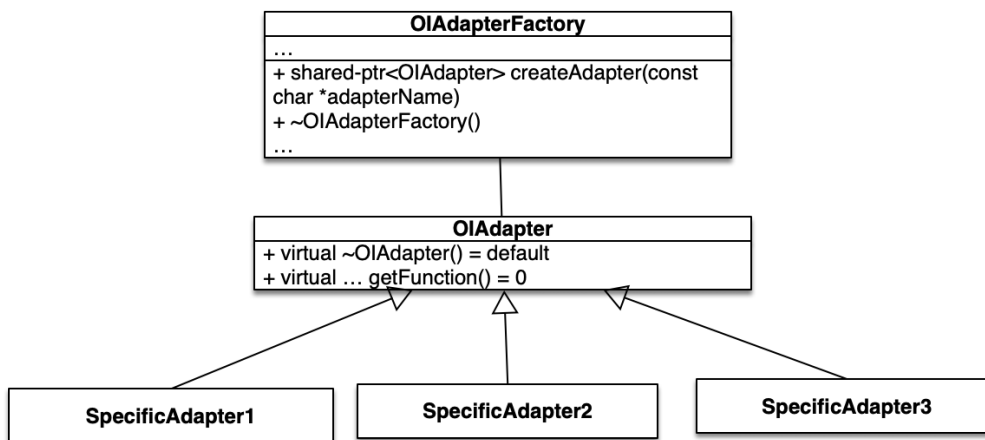 OIAdapterFactory
...
+ shared-ptr<OIAdapter> createAdapter(const
char *adapterName)
+ ~OIAdapterFactory()
...
OIAdapter
+ virtual ~OIAdapter() = default
+ virtual ... getFunction() = 0
SpecificAdapter1
SpecificAdapter2
SpecificAdapter3